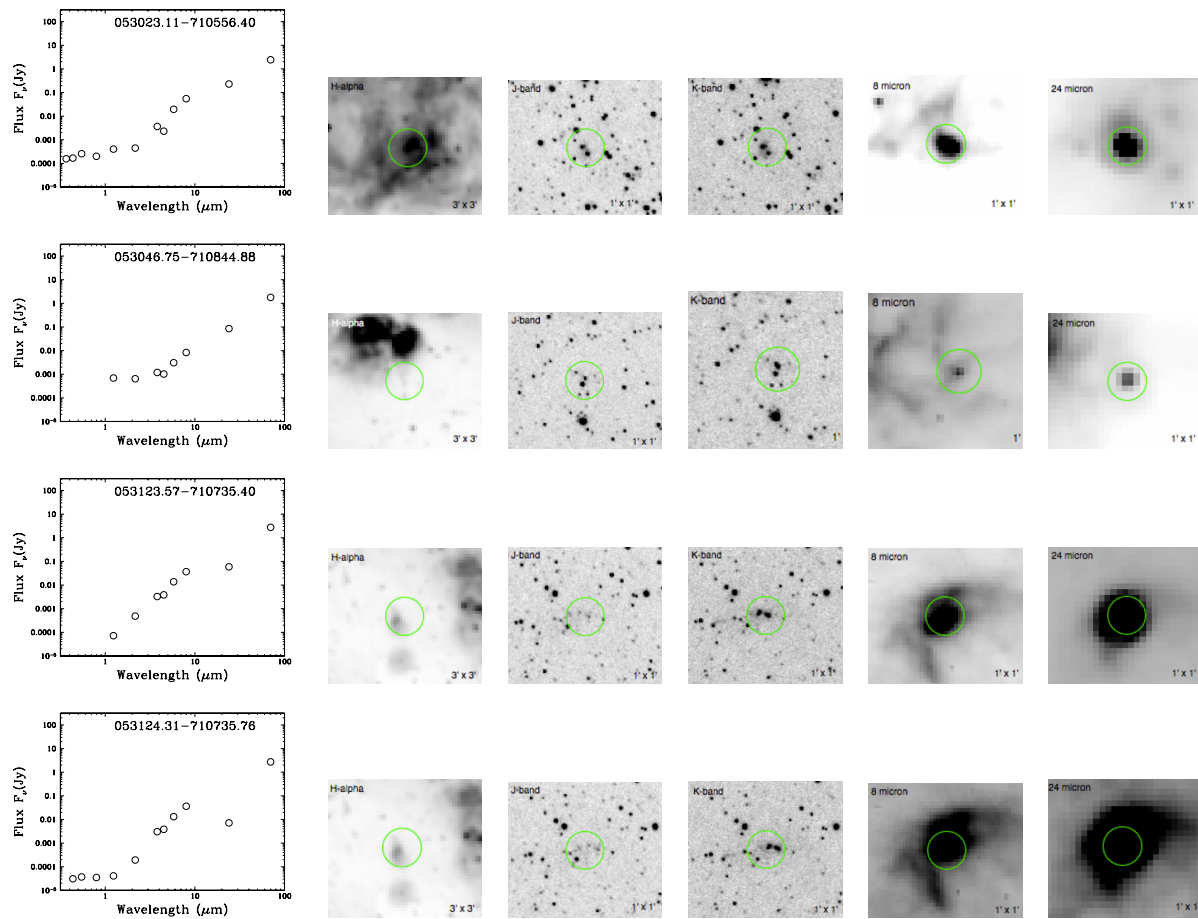 053023.11−710556.40
Flux Fν(Jy)
100
10
1
0.1
0.01
0.001
0.0001
10⁻⁵
1 10 100
Wavelength (μm)
H-alpha
3' x 3'
J-band
1' x 1'
K-band
1' x 1'
8 micron
1' x 1'
24 micron
1' x 1'
053046.75−710844.88
Flux Fν(Jy)
100
10
1
0.1
0.01
0.001
0.0001
10⁻⁵
1 10 100
Wavelength (μm)
H-alpha
3' x 3'
J-band
1' x 1'
K-band
1'
8 micron
1'
24 micron
1' x 1'
053123.57−710735.40
Flux Fν(Jy)
100
10
1
0.1
0.01
0.001
0.0001
10⁻⁵
1 10 100
Wavelength (μm)
H-alpha
3' x 3'
J-band
1' x 1'
K-band
1' x 1'
8 micron
1' x 1'
24 micron
1' x 1'
053124.31−710735.76
Flux Fν(Jy)
100
10
1
0.1
0.01
0.001
0.0001
10⁻⁵
1 10 100
Wavelength (μm)
H-alpha
3' x 3'
J-band
1' x 1'
K-band
1' x 1'
8 micron
1' x 1'
24 micron
1' x 1'